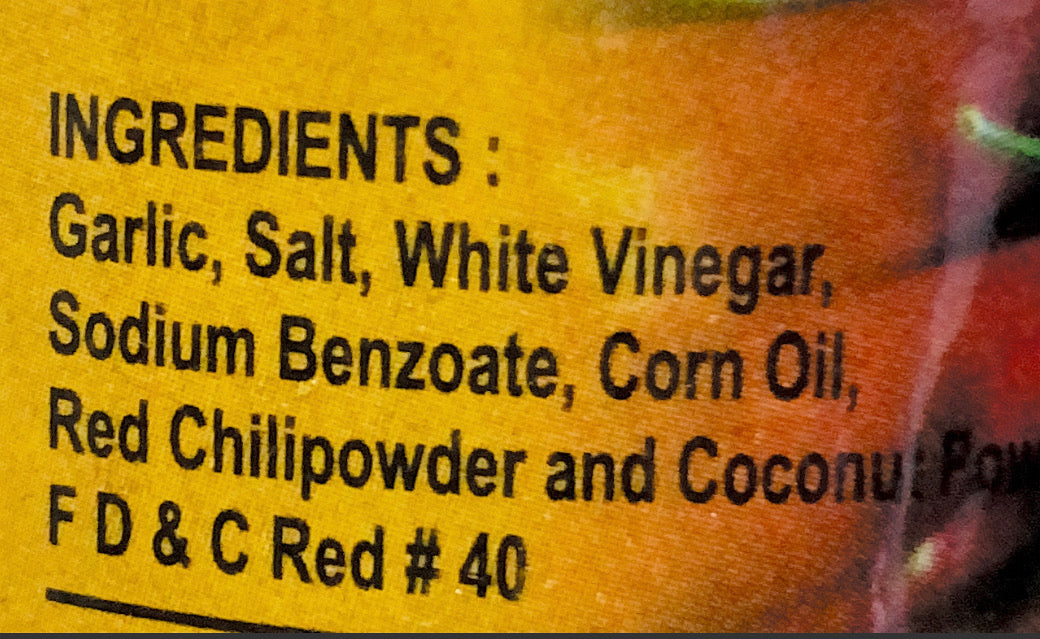 INGREDIENTS :
Garlic, Salt, White Vinegar,
Sodium Benzoate, Corn Oil,
Red Chilipowder and Coconut
F D & C Red # 40